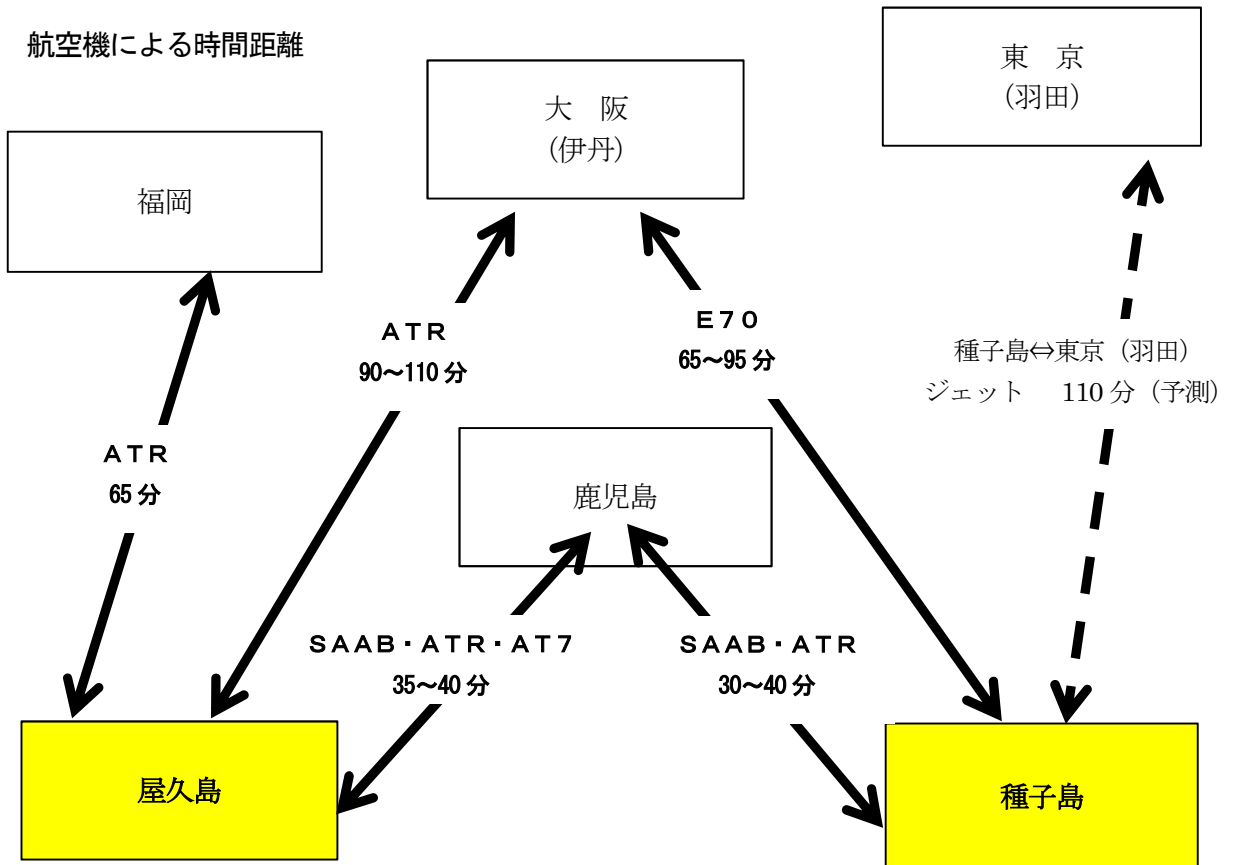 航空機による時間距離
東　京
(羽田)
大　阪
(伊丹)
福岡
ＡＴＲ
90～110 分
Ｅ７０
65～95 分
種子島⇔東京（羽田）
ジェット　110 分（予測）
ＡＴＲ
65 分
鹿児島
ＳＡＡＢ・ＡＴＲ・ＡＴ７
35～40 分
ＳＡＡＢ・ＡＴＲ
30～40 分
屋久島
種子島